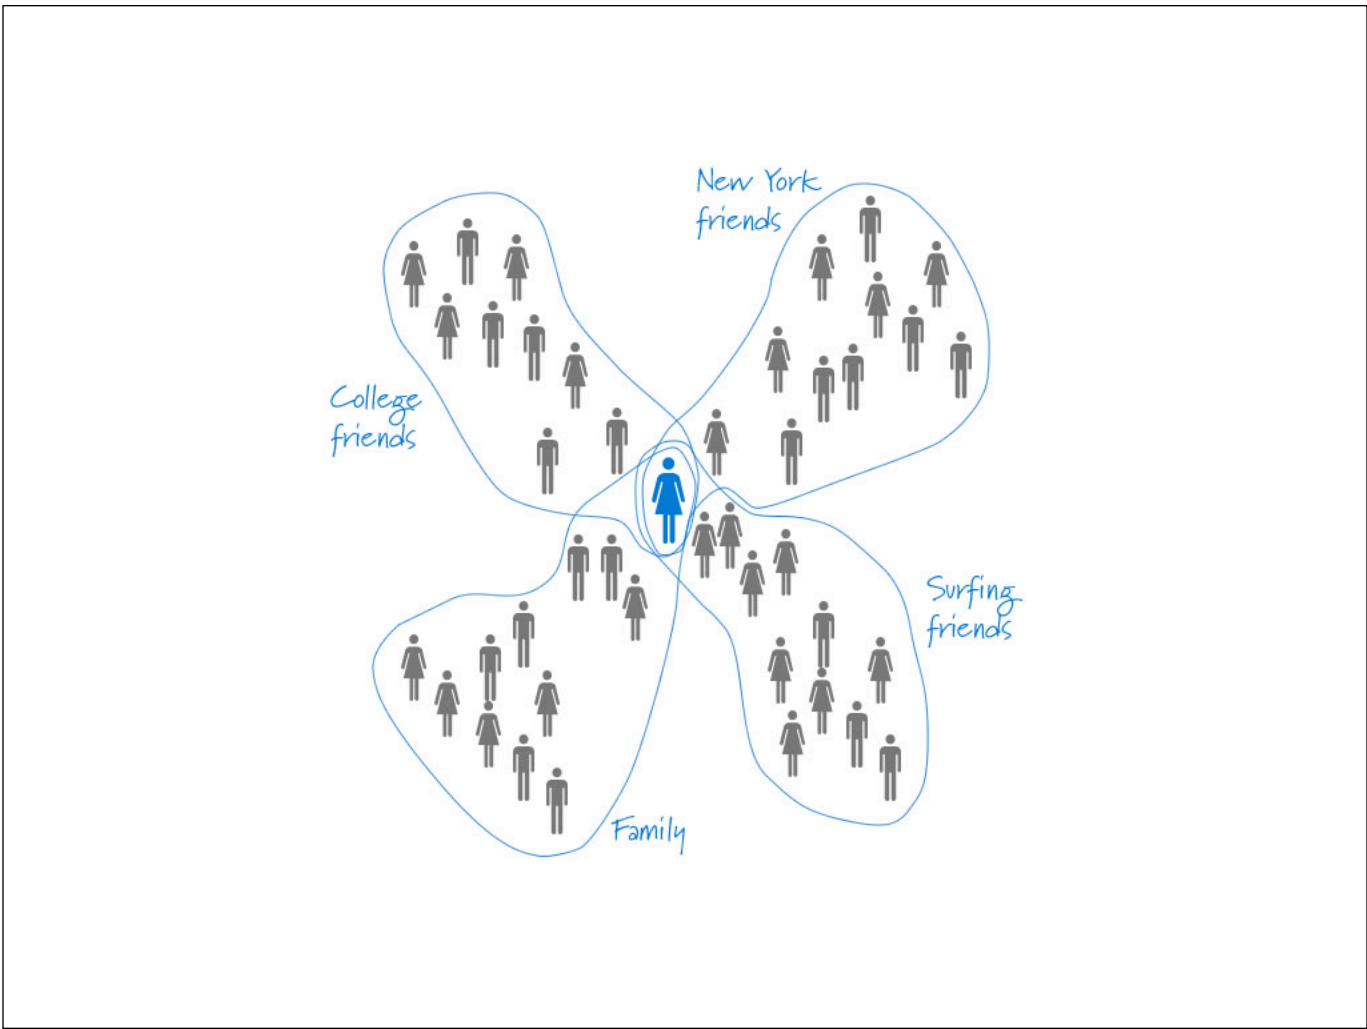 New York
friends
College
friends
Surfing
friends
Family